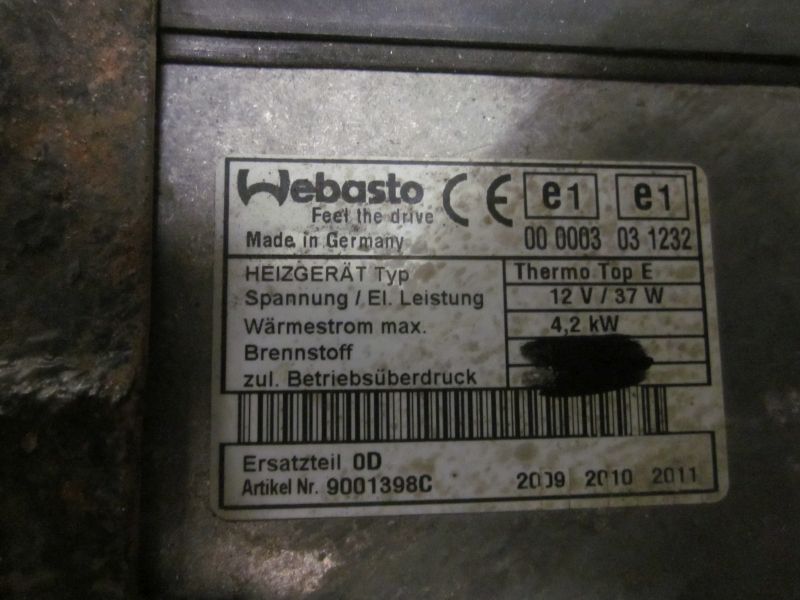 Webasto CE e1 e1
Feel the drive
Made in Germany 00 0003 03 1232
HEIZGERÄT Typ Thermo Top E
Spannung / El. Leistung 12 V / 37 W
Wärmestrom max. 4,2 kW
Brennstoff
zul. Betriebsüberdruck
Ersatzteil 0D
Artikel Nr. 9001398C 2009 2010 2011